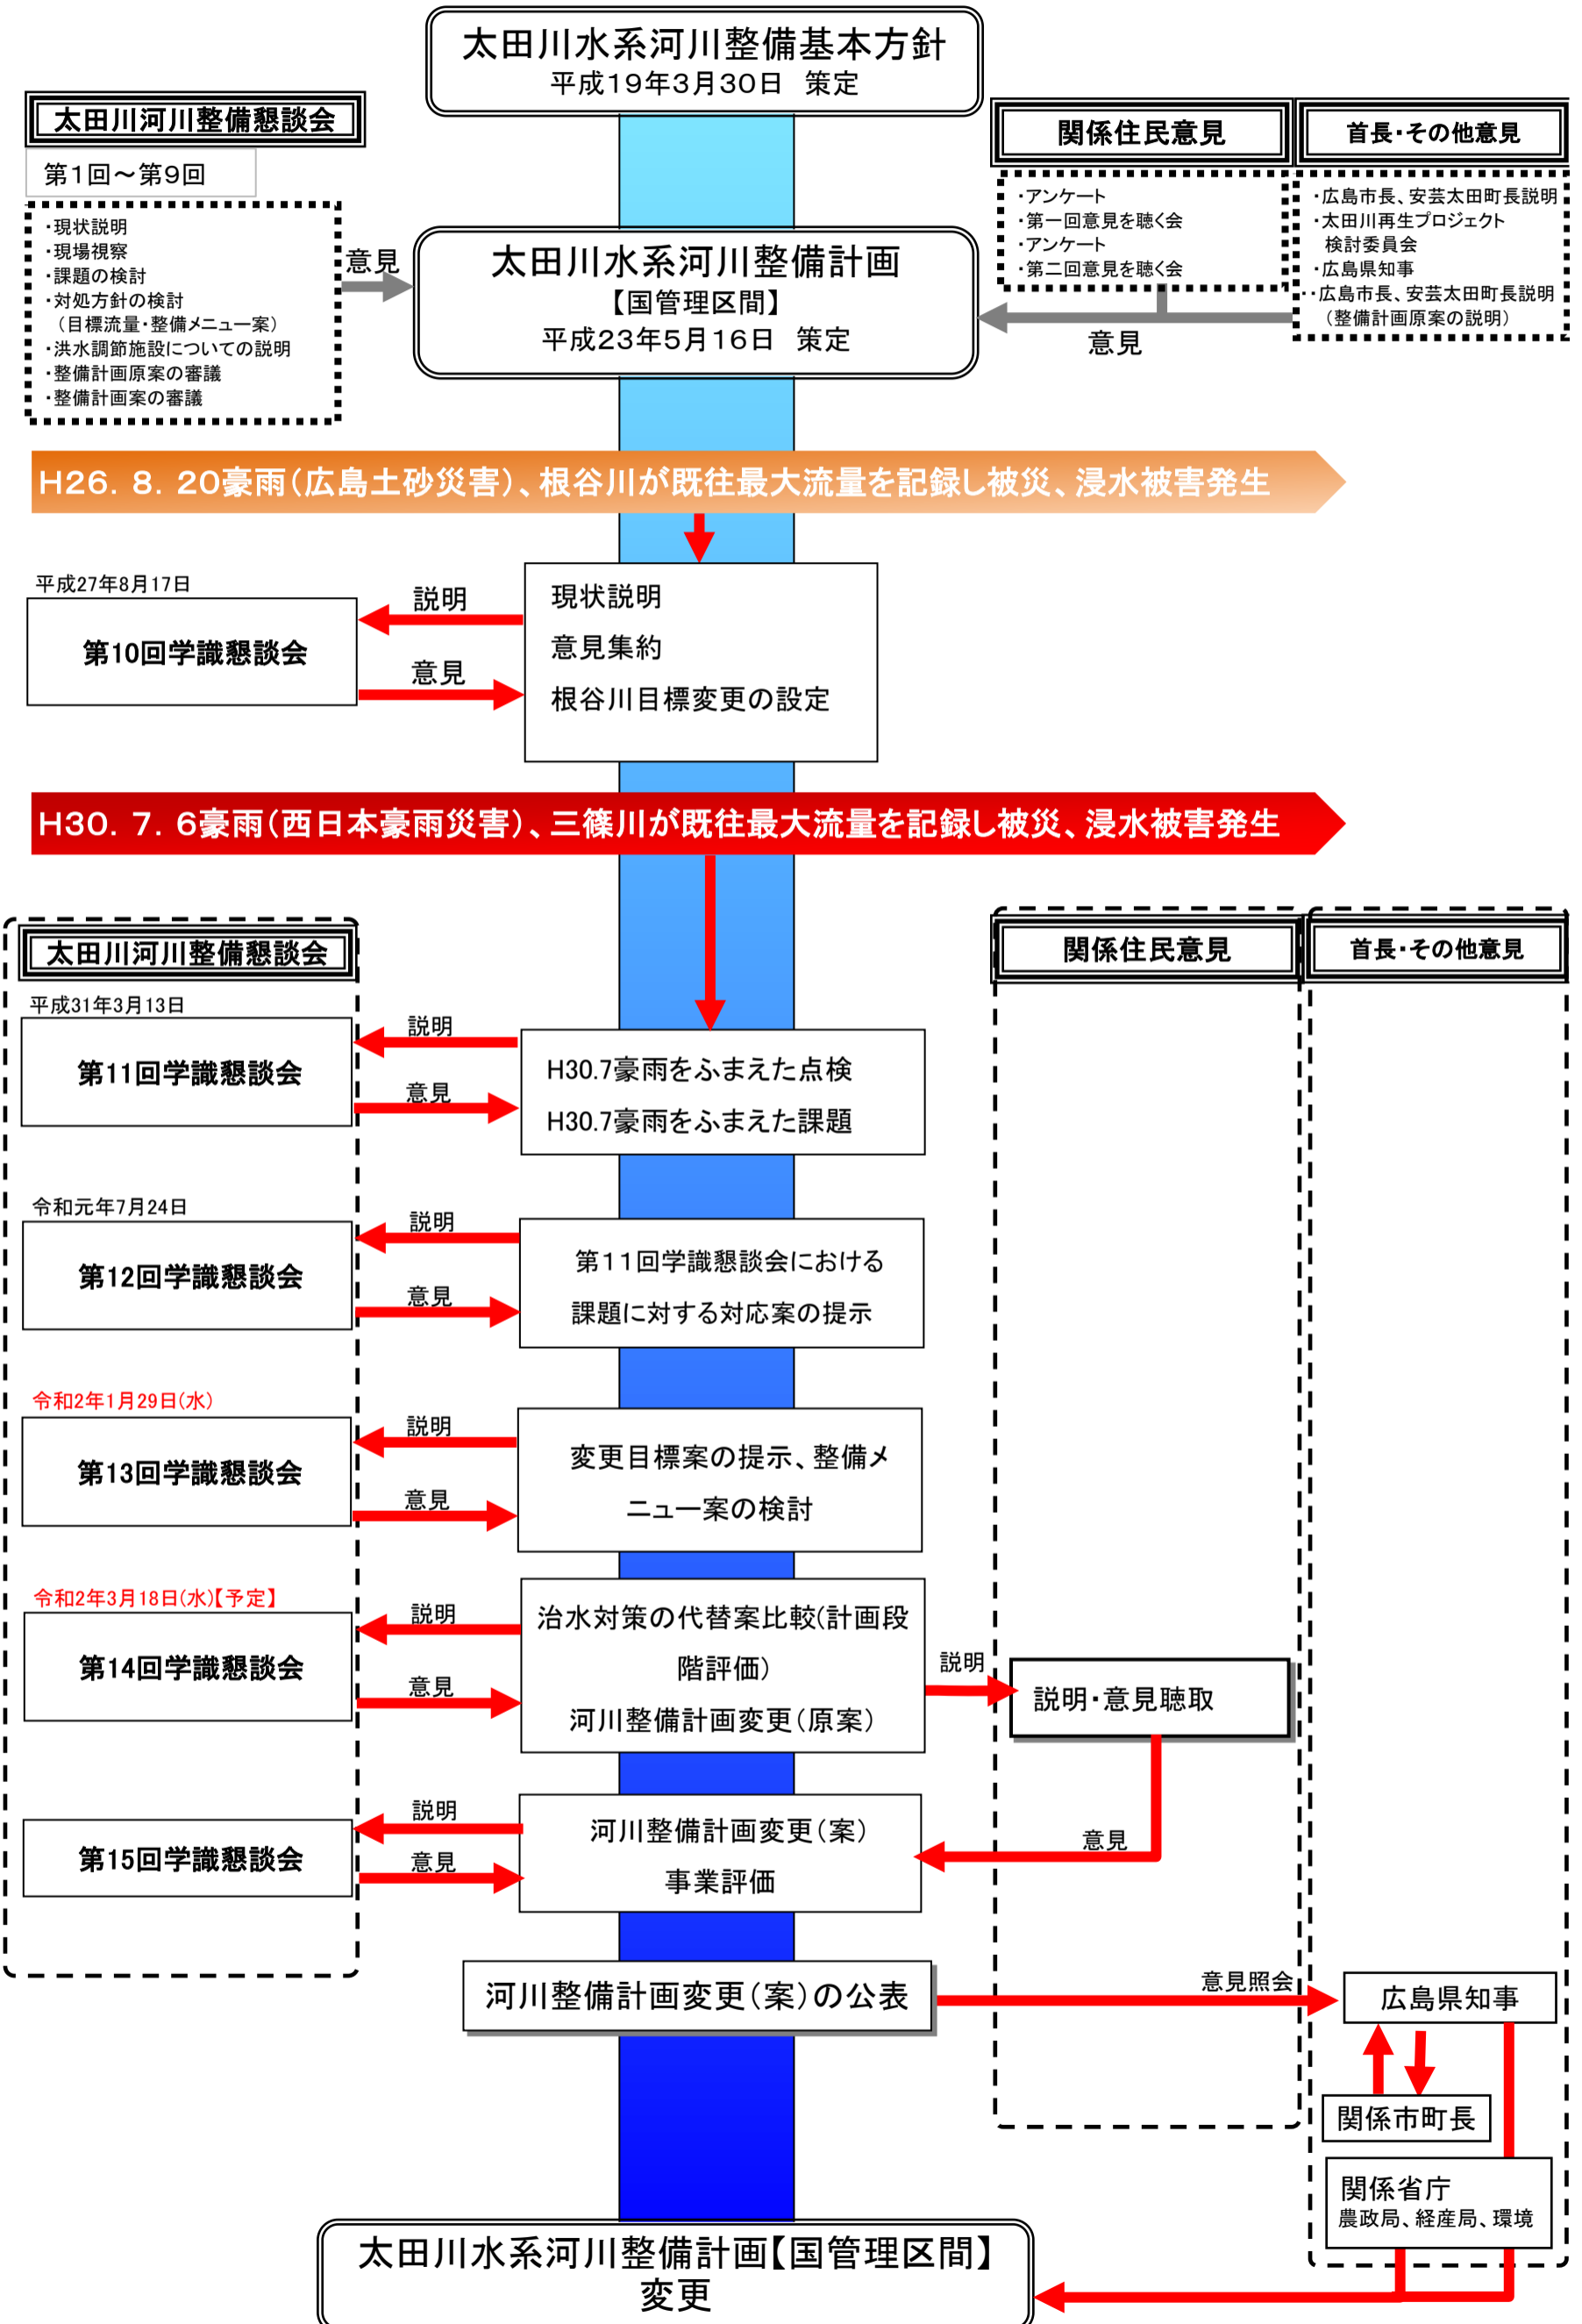 太田川水系河川整備基本方針
平成19年3月30日　策定
太田川河川整備懇談会
第1回～第9回
・現状説明
・現場視察
・課題の検討
・対処方針の検討
（目標流量・整備メニュー案）
・洪水調節施設についての説明
・整備計画原案の審議
・整備計画案の審議
意見
太田川水系河川整備計画
【国管理区間】
平成23年5月16日　策定
関係住民意見
・アンケート
・第一回意見を聴く会
・アンケート
・第二回意見を聴く会
首長・その他意見
・広島市長、安芸太田町長説明
・太田川再生プロジェクト
検討委員会
・広島県知事
・・広島市長、安芸太田町長説明
（整備計画原案の説明）
意見
H26．8．20豪雨（広島土砂災害）、根谷川が既往最大流量を記録し被災、浸水被害発生
平成27年8月17日
第10回学識懇談会
説明
意見
現状説明
意見集約
根谷川目標変更の設定
H30．7．6豪雨（西日本豪雨災害）、三篠川が既往最大流量を記録し被災、浸水被害発生
太田川河川整備懇談会
関係住民意見
首長・その他意見
平成31年3月13日
第11回学識懇談会
説明
意見
H30.7豪雨をふまえた点検
H30.7豪雨をふまえた課題
令和元年7月24日
第12回学識懇談会
説明
意見
第11回学識懇談会における
課題に対する対応案の提示
令和2年1月29日(水)
第13回学識懇談会
説明
意見
変更目標案の提示、整備メ
ニュー案の検討
令和2年3月18日(水)【予定】
第14回学識懇談会
説明
意見
治水対策の代替案比較(計画段
階評価)
河川整備計画変更（原案）
説明
説明・意見聴取
第15回学識懇談会
説明
意見
河川整備計画変更（案）
事業評価
意見
河川整備計画変更（案）の公表
意見照会
広島県知事
関係市町長
関係省庁
農政局、経産局、環境
太田川水系河川整備計画【国管理区間】
変更